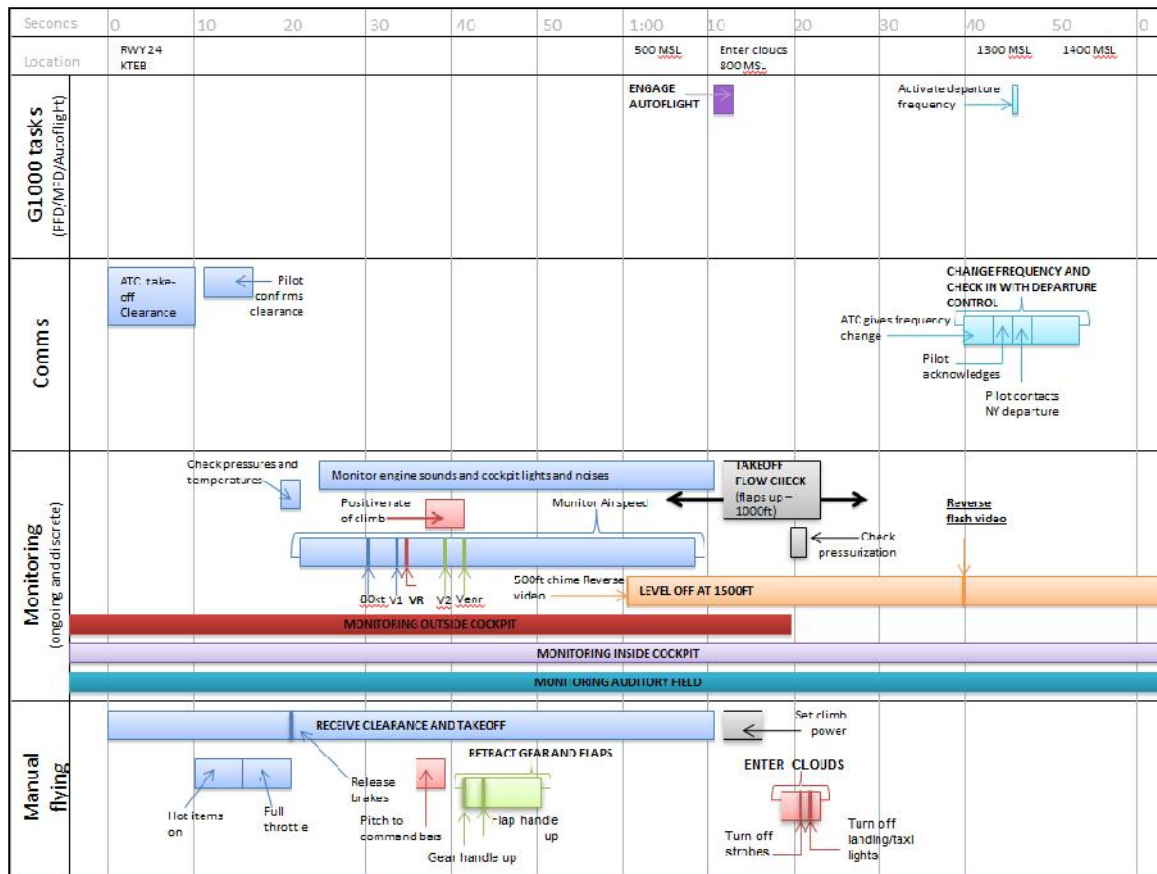 Seconds 0 10 20 30 40 50 1:00 10 20 30 40 50 0
Location
RWY 24
KTEB
500 MSL
Enter clouds
800 MSL
1300 MSL
1400 MSL
G1000 tasks
(PFD/MFD/Autoflight)
ENGAGE
AUTOFLIGHT
Activate departure
frequency
Comms
ATC take-
off
Clearance
Pilot
confirms
clearance
CHANGE FREQUENCY AND
CHECK IN WITH DEPARTURE
CONTROL
ATC gives frequency
change
Pilot
acknowledges
Pilot contacts
NY departure
Monitoring
(ongoing and discrete)
Check pressures and
temperatures
Monitor engine sounds and cockpit lights and noises
Positive rate
of climb
Monitor Airspeed
TAKEOFF
FLOW CHECK
(flaps up –
1000ft)
Reverse
flash video
Check
pressurization
80kt V1 VR V2 Venr
500ft chime Reverse
video
LEVEL OFF AT 1500FT
MONITORING OUTSIDE COCKPIT
MONITORING INSIDE COCKPIT
MONITORING AUDITORY FIELD
Manual
flying
RECEIVE CLEARANCE AND TAKEOFF
Set climb
power
Release
brakes
Hot items
on
Full
throttle
Pitch to
command bars
RETRACT GEAR AND FLAPS
Flap handle
up
Gear handle up
ENTER CLOUDS
Turn off
strobes
Turn off
landing/taxi
lights